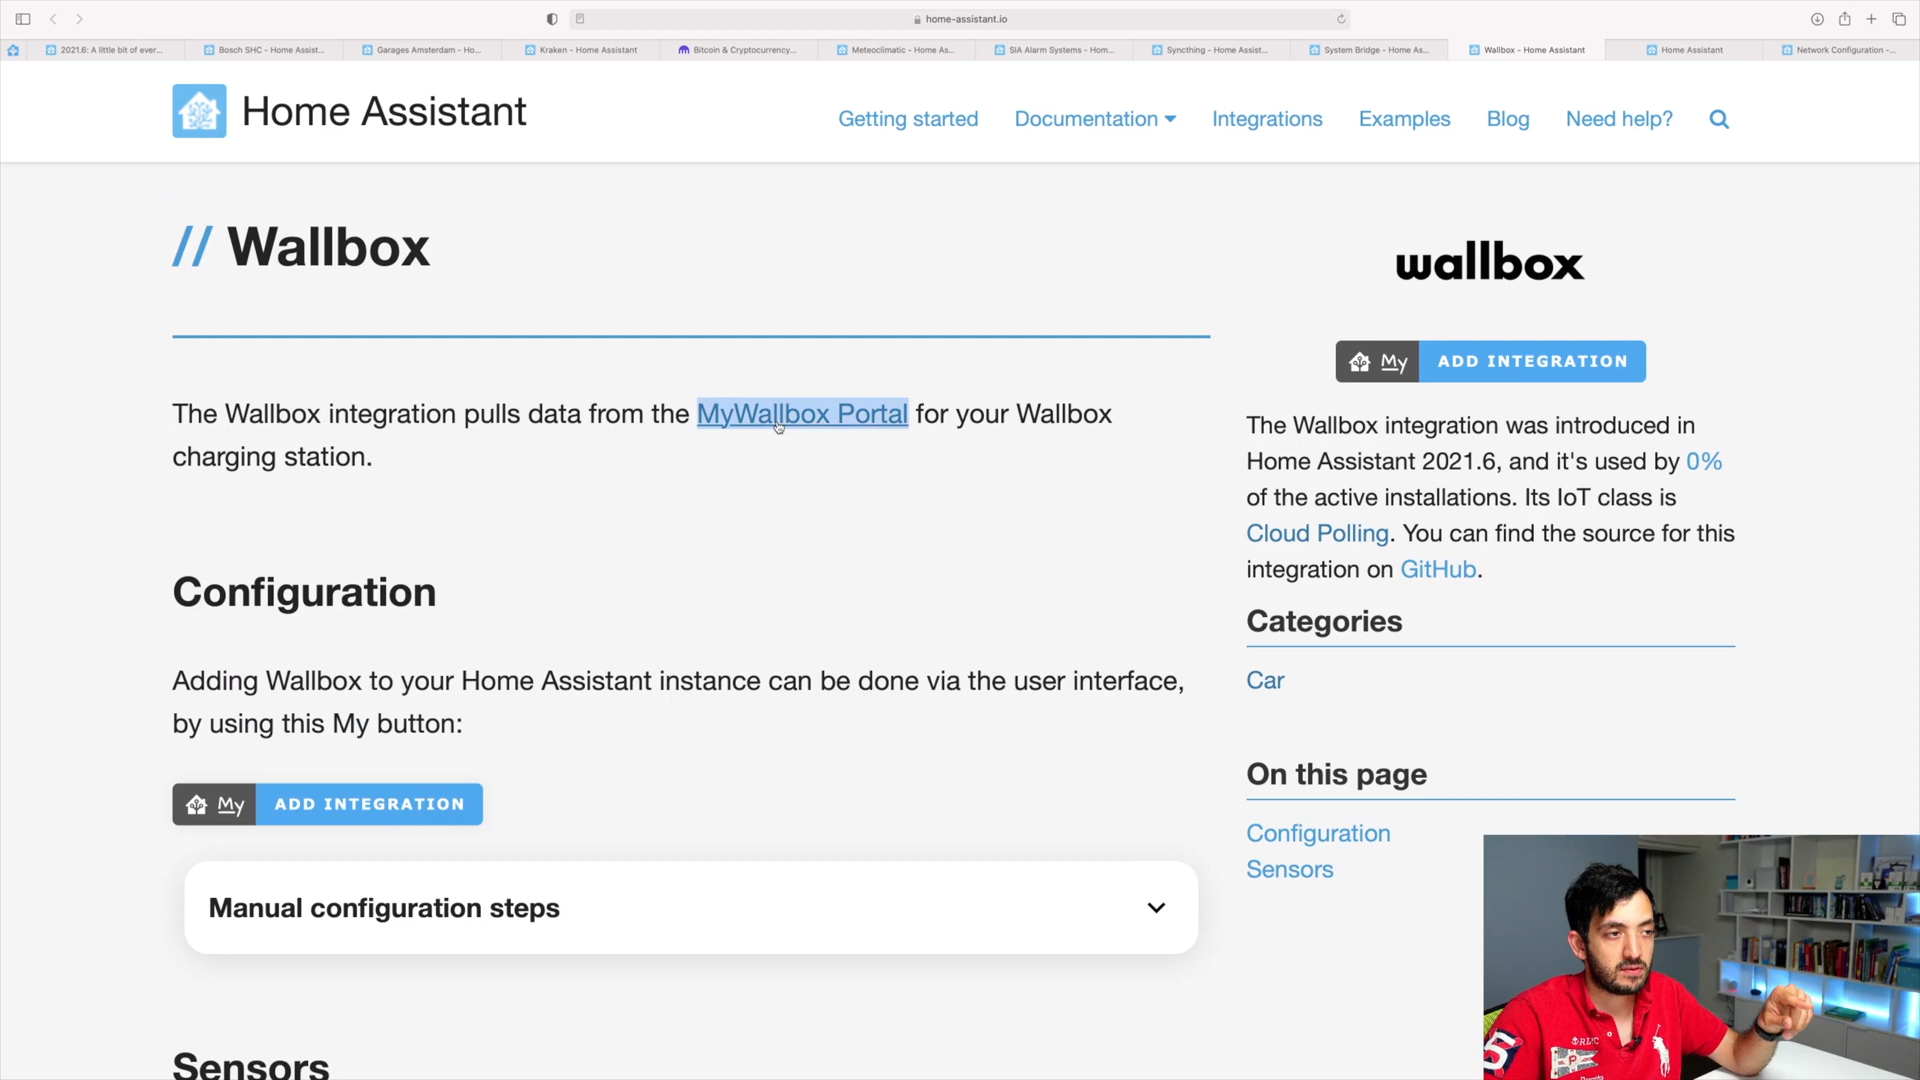 home-assistant.io
2021.6: A little bit of ever...
Bosch SHC - Home Assist...
Garages Amsterdam - Ho...
Kraken - Home Assistant
Bitcoin & Cryptocurrency...
Meteoclimatic - Home As...
SIA Alarm Systems - Hom...
Syncthing - Home Assist...
System Bridge - Home As...
Wallbox - Home Assistant
Home Assistant
Network Configuration -...
Home Assistant
Getting started
Documentation
Integrations
Examples
Blog
Need help?
// Wallbox
The Wallbox integration pulls data from the MyWallbox Portal for your Wallbox
charging station.
Configuration
Adding Wallbox to your Home Assistant instance can be done via the user interface,
by using this My button:
My ADD INTEGRATION
Manual configuration steps
Sensors
wallbox
My ADD INTEGRATION
The Wallbox integration was introduced in
Home Assistant 2021.6, and it's used by 0%
of the active installations. Its IoT class is
Cloud Polling. You can find the source for this
integration on GitHub.
Categories
Car
On this page
Configuration
Sensors